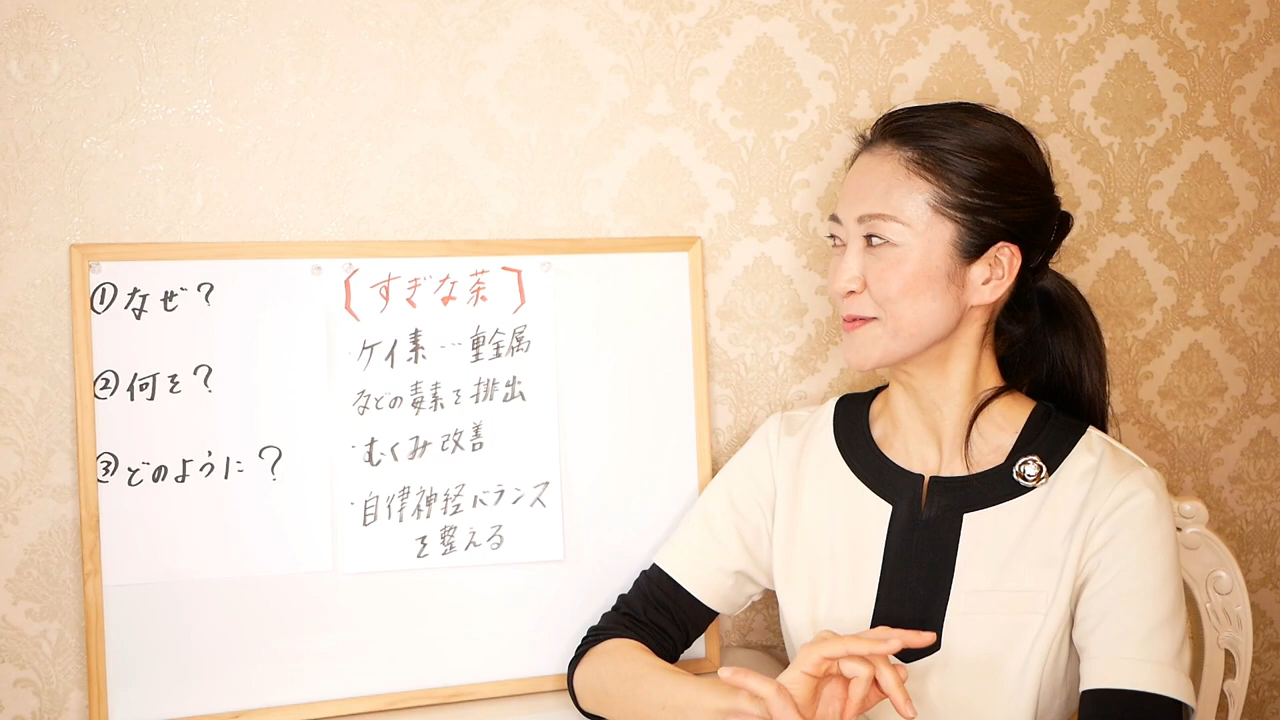 ①なぜ?
②何を?
③どのように?
【すぎな茶】
・ケイ素…重金属
などの毒素を排出
・むくみ改善
・自律神経バランス
を整える